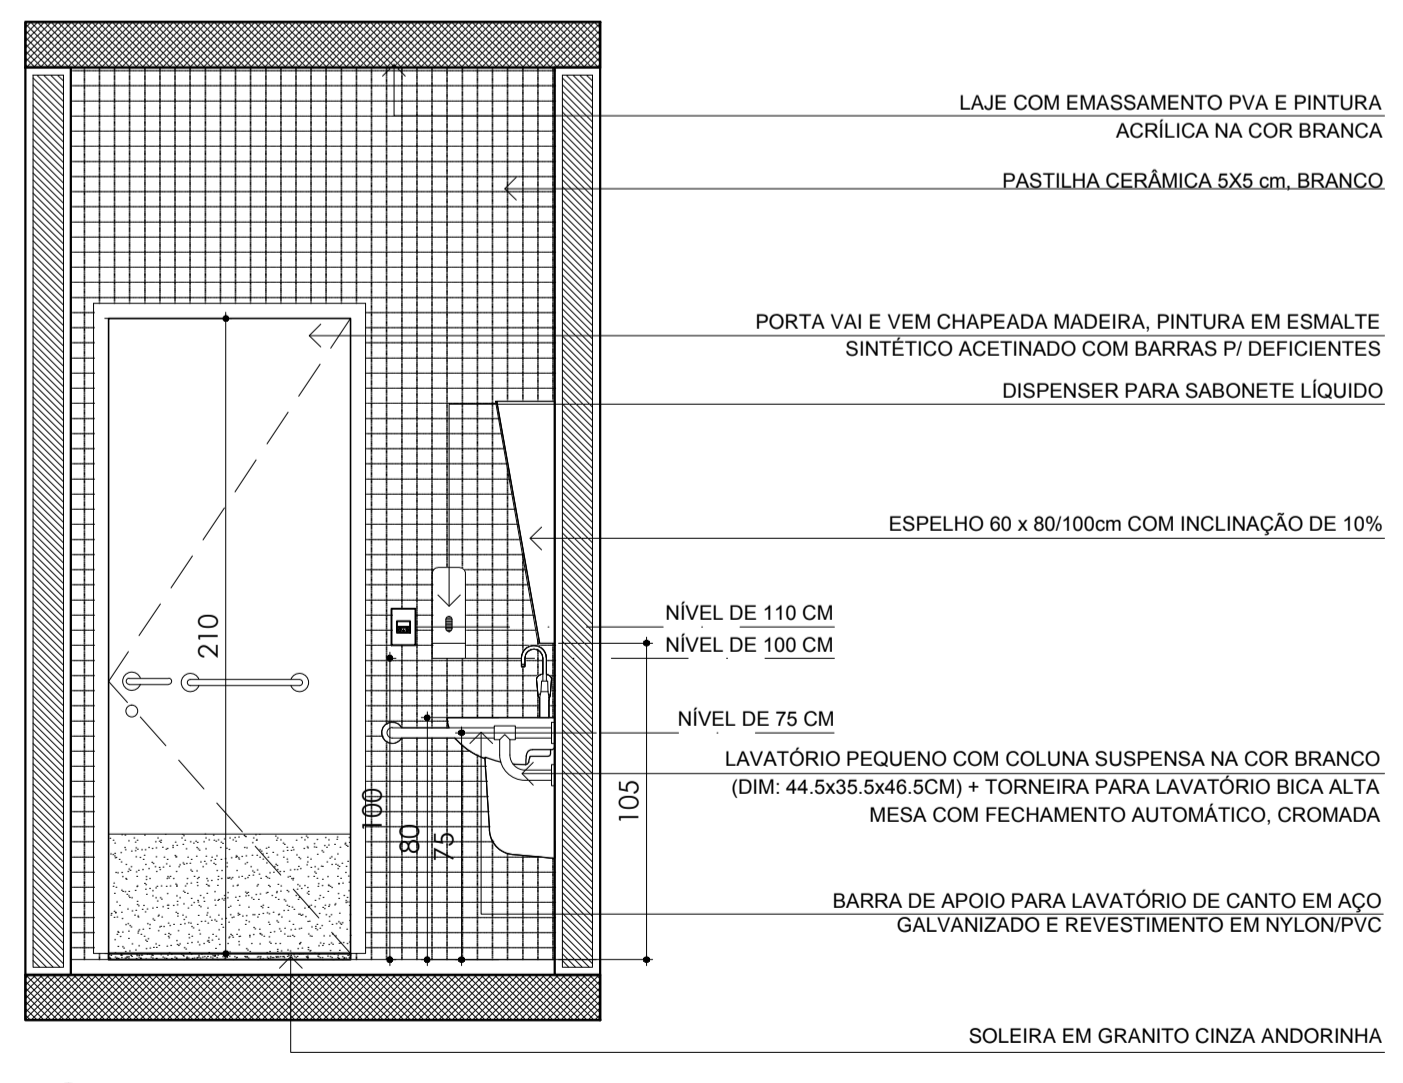 LAJE COM EMASSAMENTO PVA E PINTURA
ACRÍLICA NA COR BRANCA
PASTILHA CERÂMICA 5X5 cm, BRANCO
PORTA VAI E VEM CHAPEADA MADEIRA, PINTURA EM ESMALTE
SINTÉTICO ACETINADO COM BARRAS P/ DEFICIENTES
DISPENSER PARA SABONETE LÍQUIDO
ESPELHO 60 x 80/100cm COM INCLINAÇÃO DE 10%
NÍVEL DE 110 CM
NÍVEL DE 100 CM
NÍVEL DE 75 CM
LAVATÓRIO PEQUENO COM COLUNA SUSPENSA NA COR BRANCO
(DIM: 44.5x35.5x46.5CM) + TORNEIRA PARA LAVATÓRIO BICA ALTA
MESA COM FECHAMENTO AUTOMÁTICO, CROMADA
BARRA DE APOIO PARA LAVATÓRIO DE CANTO EM AÇO
GALVANIZADO E REVESTIMENTO EM NYLON/PVC
SOLEIRA EM GRANITO CINZA ANDORINHA
210
100
80
75
105